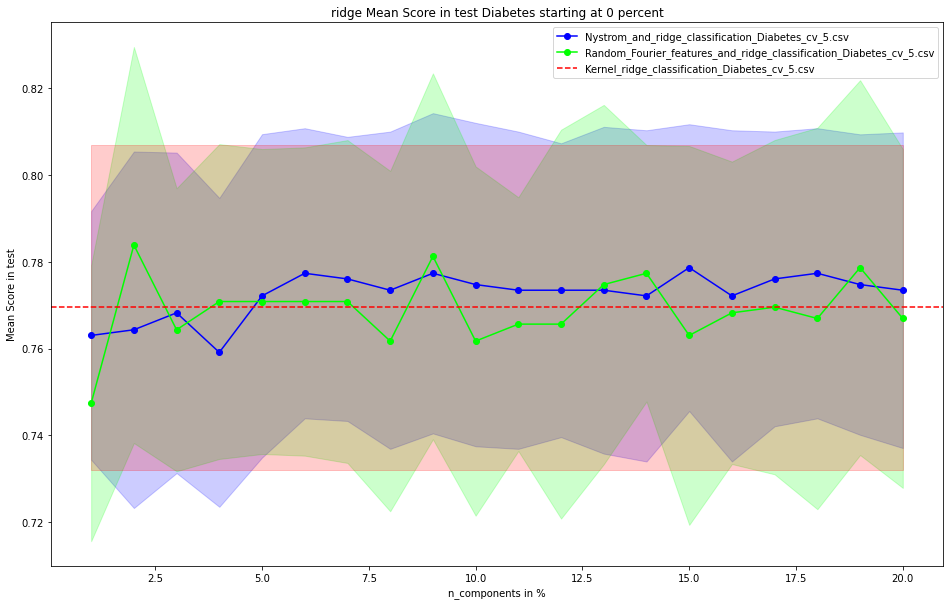 ridge Mean Score in test Diabetes starting at 0 percent
Nystrom_and_ridge_classification_Diabetes_cv_5.csv
Random_Fourier_features_and_ridge_classification_Diabetes_cv_5.csv
Kernel_ridge_classification_Diabetes_cv_5.csv
Mean Score in test
0.82
0.80
0.78
0.76
0.74
0.72
2.5 5.0 7.5 10.0 12.5 15.0 17.5 20.0
n_components in %